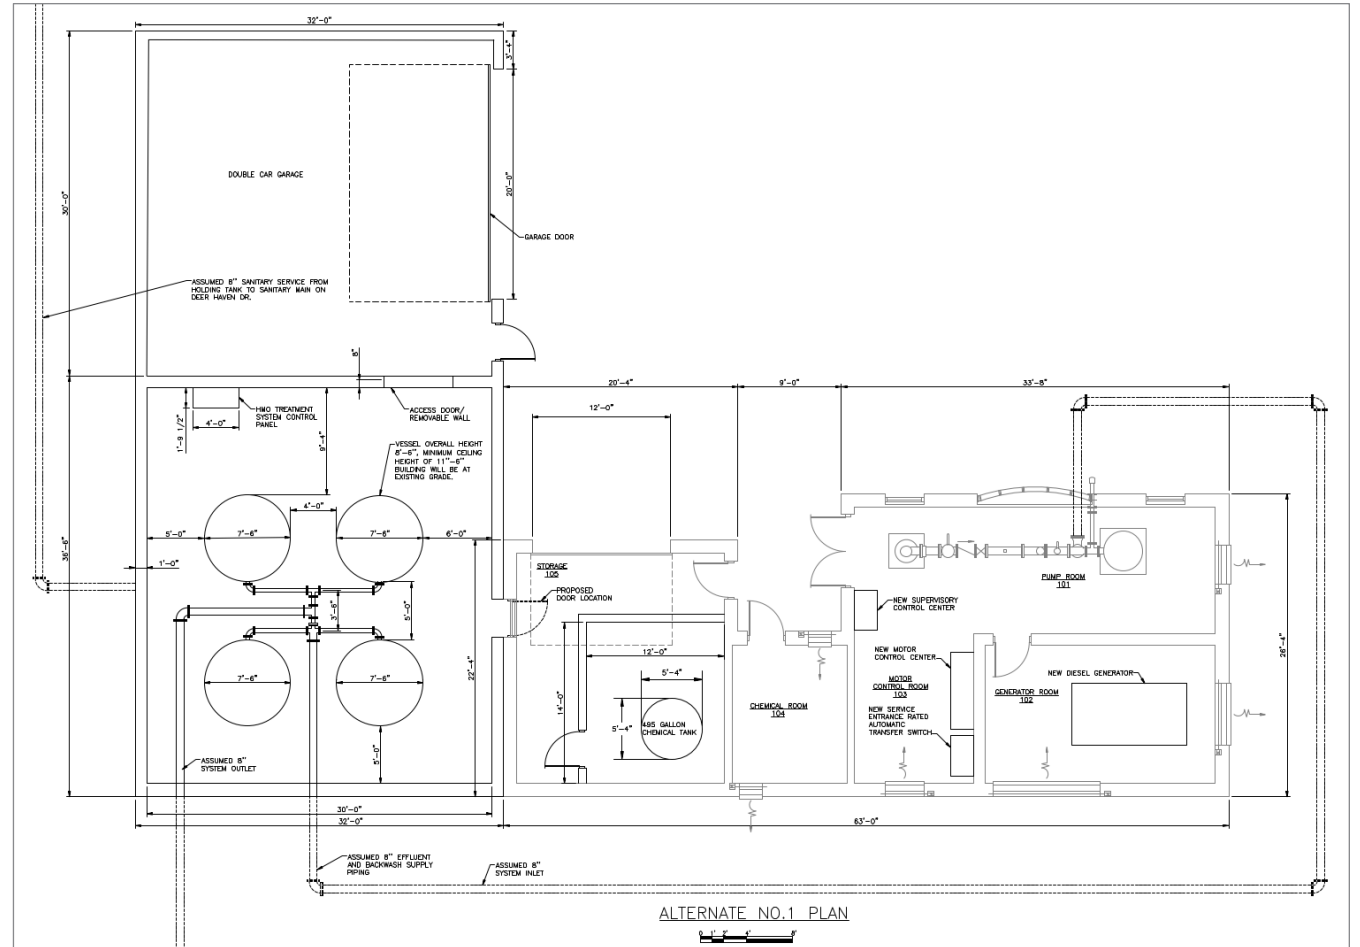 32'-0"
3'-4"
30'-0"
DOUBLE CAR GARAGE
20'-0"
GARAGE DOOR
ASSUMED 8" SANITARY SERVICE FROM
HOLDING TANK TO SANITARY MAIN ON
DEER HAVEN DR.
8"
20'-4"
9'-0"
33'-8"
HMO TREATMENT
SYSTEM CONTROL
PANEL
4'-0"
1'-9 1/2"
9'-4"
ACCESS DOOR/
REMOVABLE WALL
12'-0"
VESSEL OVERALL HEIGHT
8'-6", MINIMUM CEILING
HEIGHT OF 11"-6"
BUILDING WILL BE AT
EXISTING GRADE.
4'-0"
5'-0"
7'-6"
7'-6"
6'-0"
36'-6"
1'-0"
STORAGE
105
PROPOSED
DOOR LOCATION
PUMP ROOM
101
NEW SUPERVISORY
CONTROL CENTER
3'-6"
5'-0"
22'-4"
12'-0"
26'-4"
NEW MOTOR
CONTROL CENTER
7'-6"
7'-6"
5'-4"
MOTOR
CONTROL ROOM
103
NEW DIESEL GENERATOR
GENERATOR ROOM
102
14'-0"
5'-4"
495 GALLON
CHEMICAL TANK
CHEMICAL ROOM
104
NEW SERVICE
ENTRANCE RATED
AUTOMATIC
TRANSFER SWITCH
5'-0"
ASSUMED 8"
SYSTEM OUTLET
30'-0"
32'-0"
63'-0"
ASSUMED 8" EFFLUENT
AND BACKWASH SUPPLY
PIPING
ASSUMED 8"
SYSTEM INLET
ALTERNATE NO.1 PLAN
0 1' 2' 4' 8'